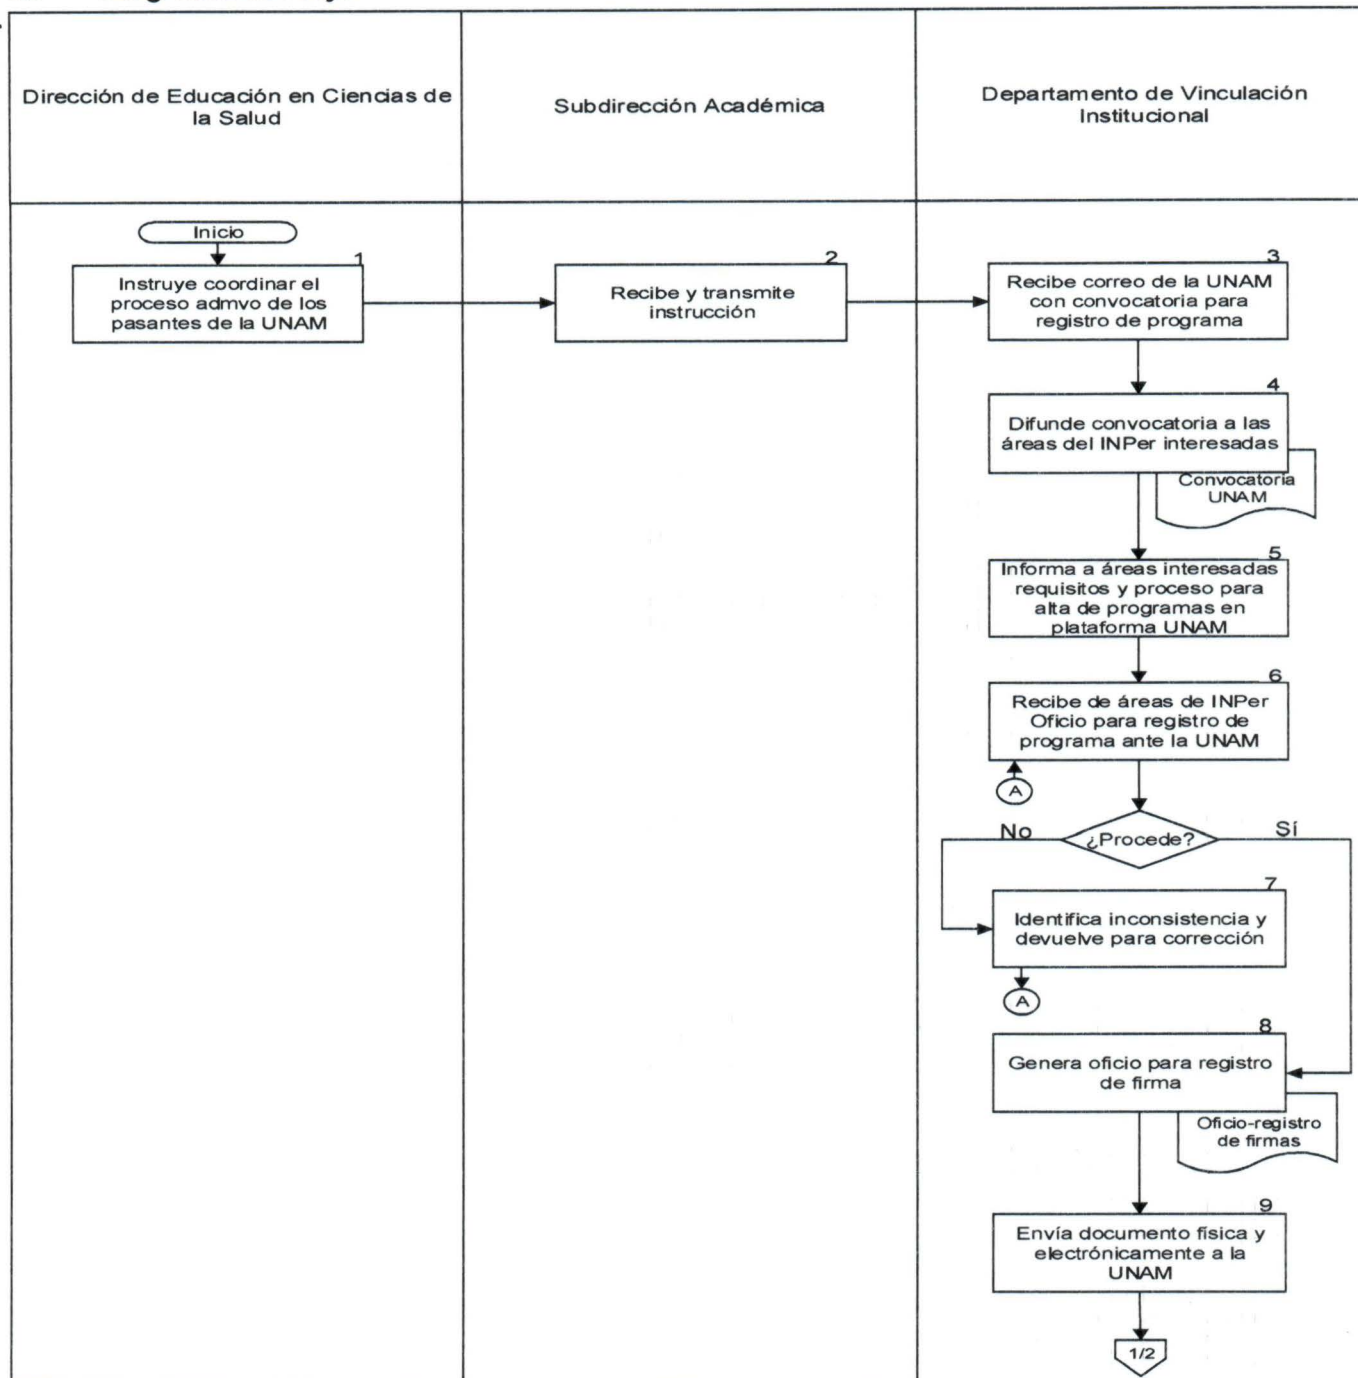 Dirección de Educación en Ciencias de
la Salud
Subdirección Académica
Departamento de Vinculación
Institucional
Inicio
1
Instruye coordinar el
proceso admvo de los
pasantes de la UNAM
2
Recibe y transmite
instrucción
3
Recibe correo de la UNAM
con convocatoria para
registro de programa
4
Difunde convocatoria a las
áreas del INPer interesadas
Convocatoria
UNAM
5
Informa a áreas interesadas
requisitos y proceso para
alta de programas en
plataforma UNAM
6
Recibe de áreas de INPer
Oficio para registro de
programa ante la UNAM
A
No
¿Procede?
Sí
7
Identifica inconsistencia y
devuelve para corrección
A
8
Genera oficio para registro
de firma
Oficio-registro
de firmas
9
Envía documento física y
electrónicamente a la
UNAM
1/2